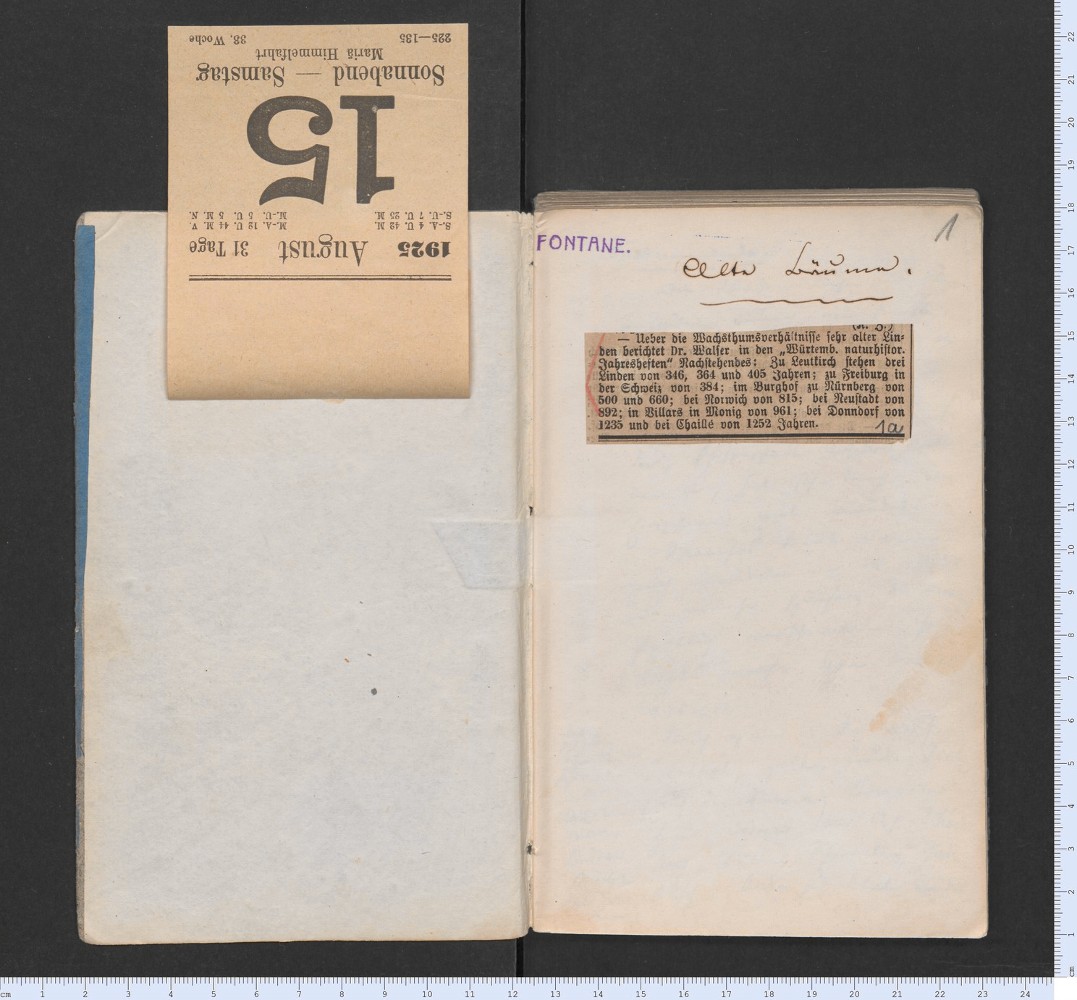 1925 August 31 Tage
S.-A. 4 U. 42 M. M.-A. 12 U. 44 M. V.
S.-U. 7 U. 25 M. M.-U. 5 U. 5 M. N.
15
Sonnabend — Samstag
Mariä Himmelfahrt
225—135 33. Woche
1
FONTANE.
Alte Bäume.
— Ueber die Wachsthumsverhältnisse sehr alter Lin-
den berichtet Dr. Walser in den „Würtemb. naturhistor.
Jahresheften“ Nachstehendes: Zu Leutkirch stehen drei
Linden von 346, 364 und 405 Jahren; zu Freiburg in
der Schweiz von 384; im Burghof zu Nürnberg von
500 und 660; bei Norwich von 815; bei Neustadt von
892; in Villars in Monig von 961; bei Donndorf von
1235 und bei Chaillé von 1252 Jahren.
1a